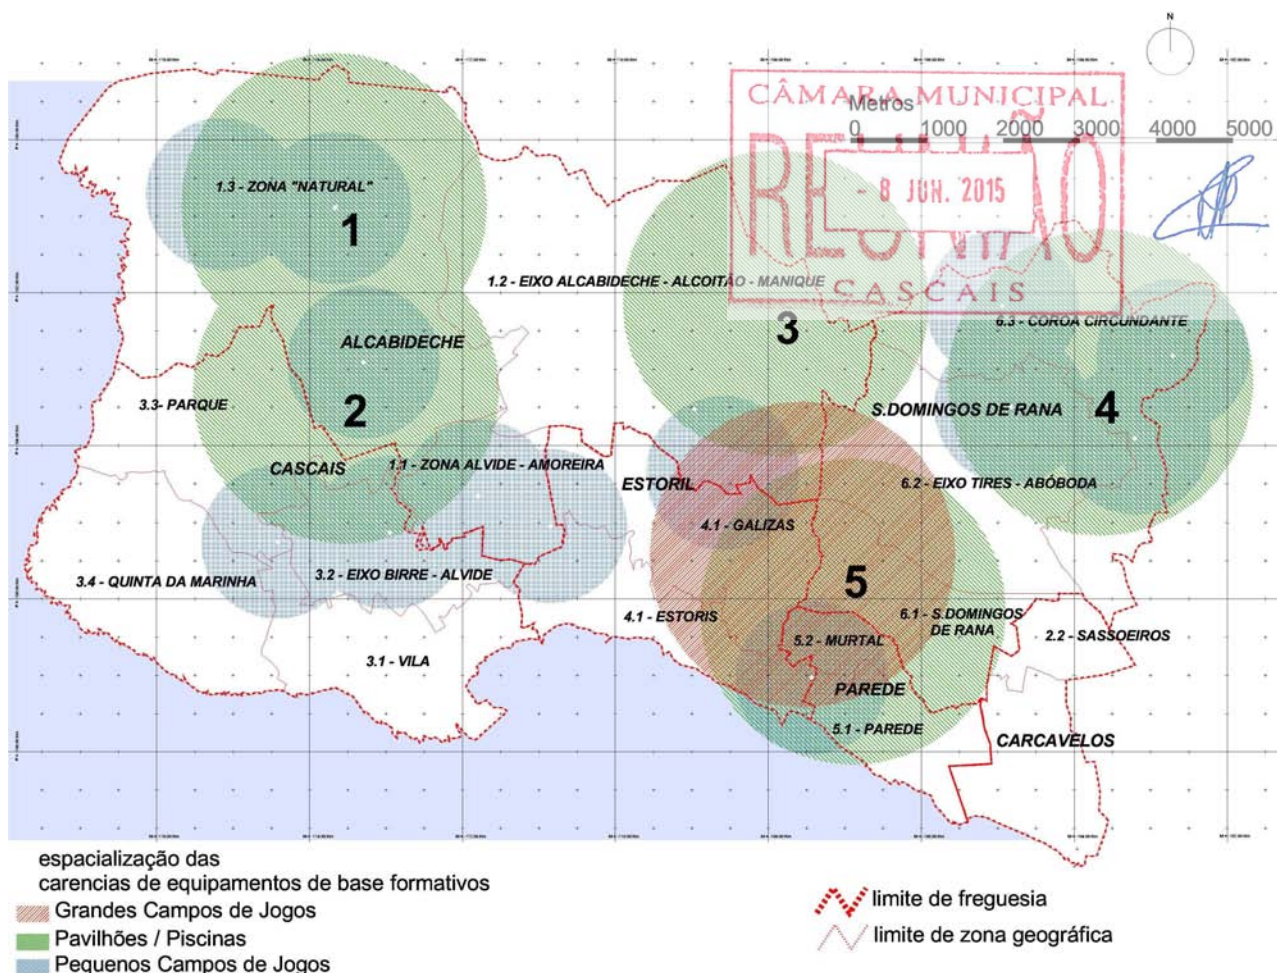 N
CÂMARA MUNICIPAL
Metros
0 1000 2000 3000 4000 5000
REUNIÃO
- 8 JUN. 2015
CASCAIS
1.3 - ZONA "NATURAL"
1
1.2 - EIXO ALCABIDECHE - ALCOITÃO - MANIQUE
3
6.3 - COROA CIRCUNDANTE
ALCABIDECHE
3.3- PARQUE
2
S.DOMINGOS DE RANA
4
CASCAIS
1.1 - ZONA ALVIDE - AMOREIRA
ESTORIL
6.2 - EIXO TIRES - ABÓBODA
4.1 - GALIZAS
3.4 - QUINTA DA MARINHA
3.2 - EIXO BIRRE - ALVIDE
5
4.1 - ESTORIS
6.1 - S.DOMINGOS
DE RANA
5.2 - MURTAL
2.2 - SASSOEIROS
3.1 - VILA
PAREDE
5.1 - PAREDE
CARCAVELOS
espacialização das
carencias de equipamentos de base formativos
Grandes Campos de Jogos
Pavilhões / Piscinas
Pequenos Campos de Jogos
limite de freguesia
limite de zona geográfica